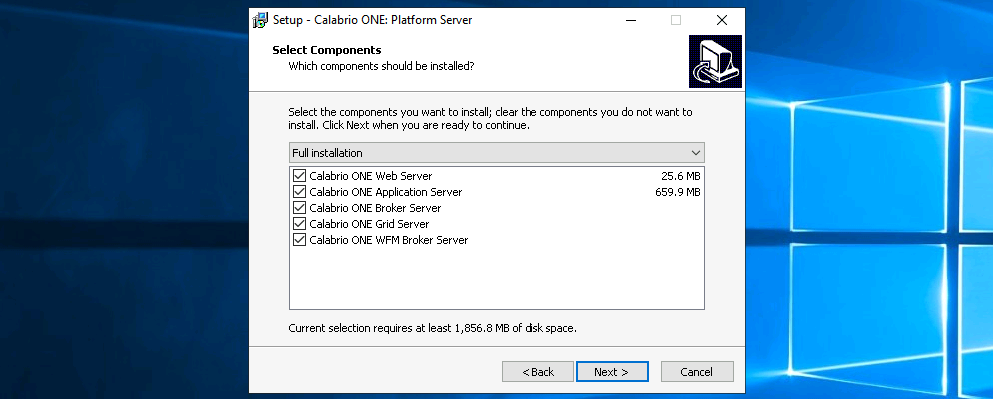 Setup - Calabrio ONE: Platform Server
Select Components
Which components should be installed?
Select the components you want to install; clear the components you do not want to
install. Click Next when you are ready to continue.
Full installation
Calabrio ONE Web Server 25.6 MB
Calabrio ONE Application Server 659.9 MB
Calabrio ONE Broker Server
Calabrio ONE Grid Server
Calabrio ONE WFM Broker Server
Current selection requires at least 1,856.8 MB of disk space.
< Back Next > Cancel